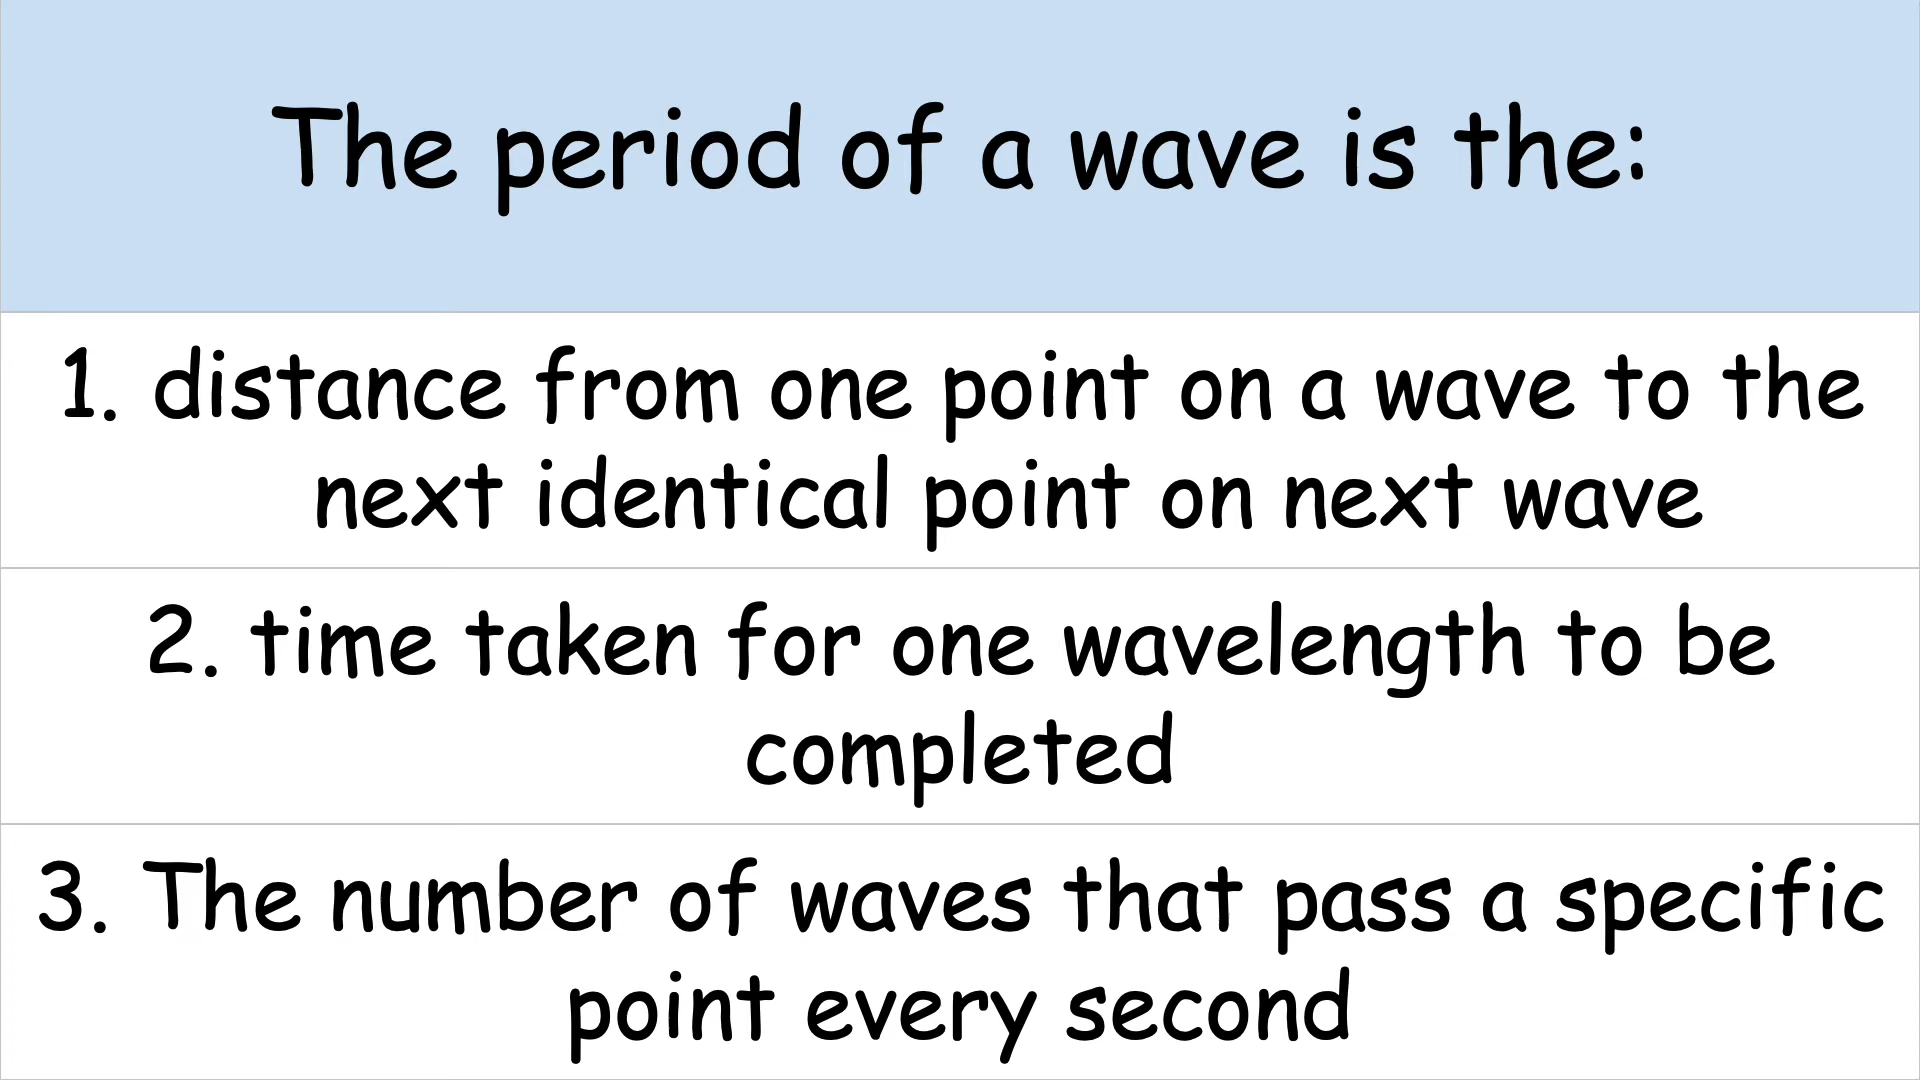 The period of a wave is the:
1. distance from one point on a wave to the
next identical point on next wave
2. time taken for one wavelength to be
completed
3. The number of waves that pass a specific
point every second